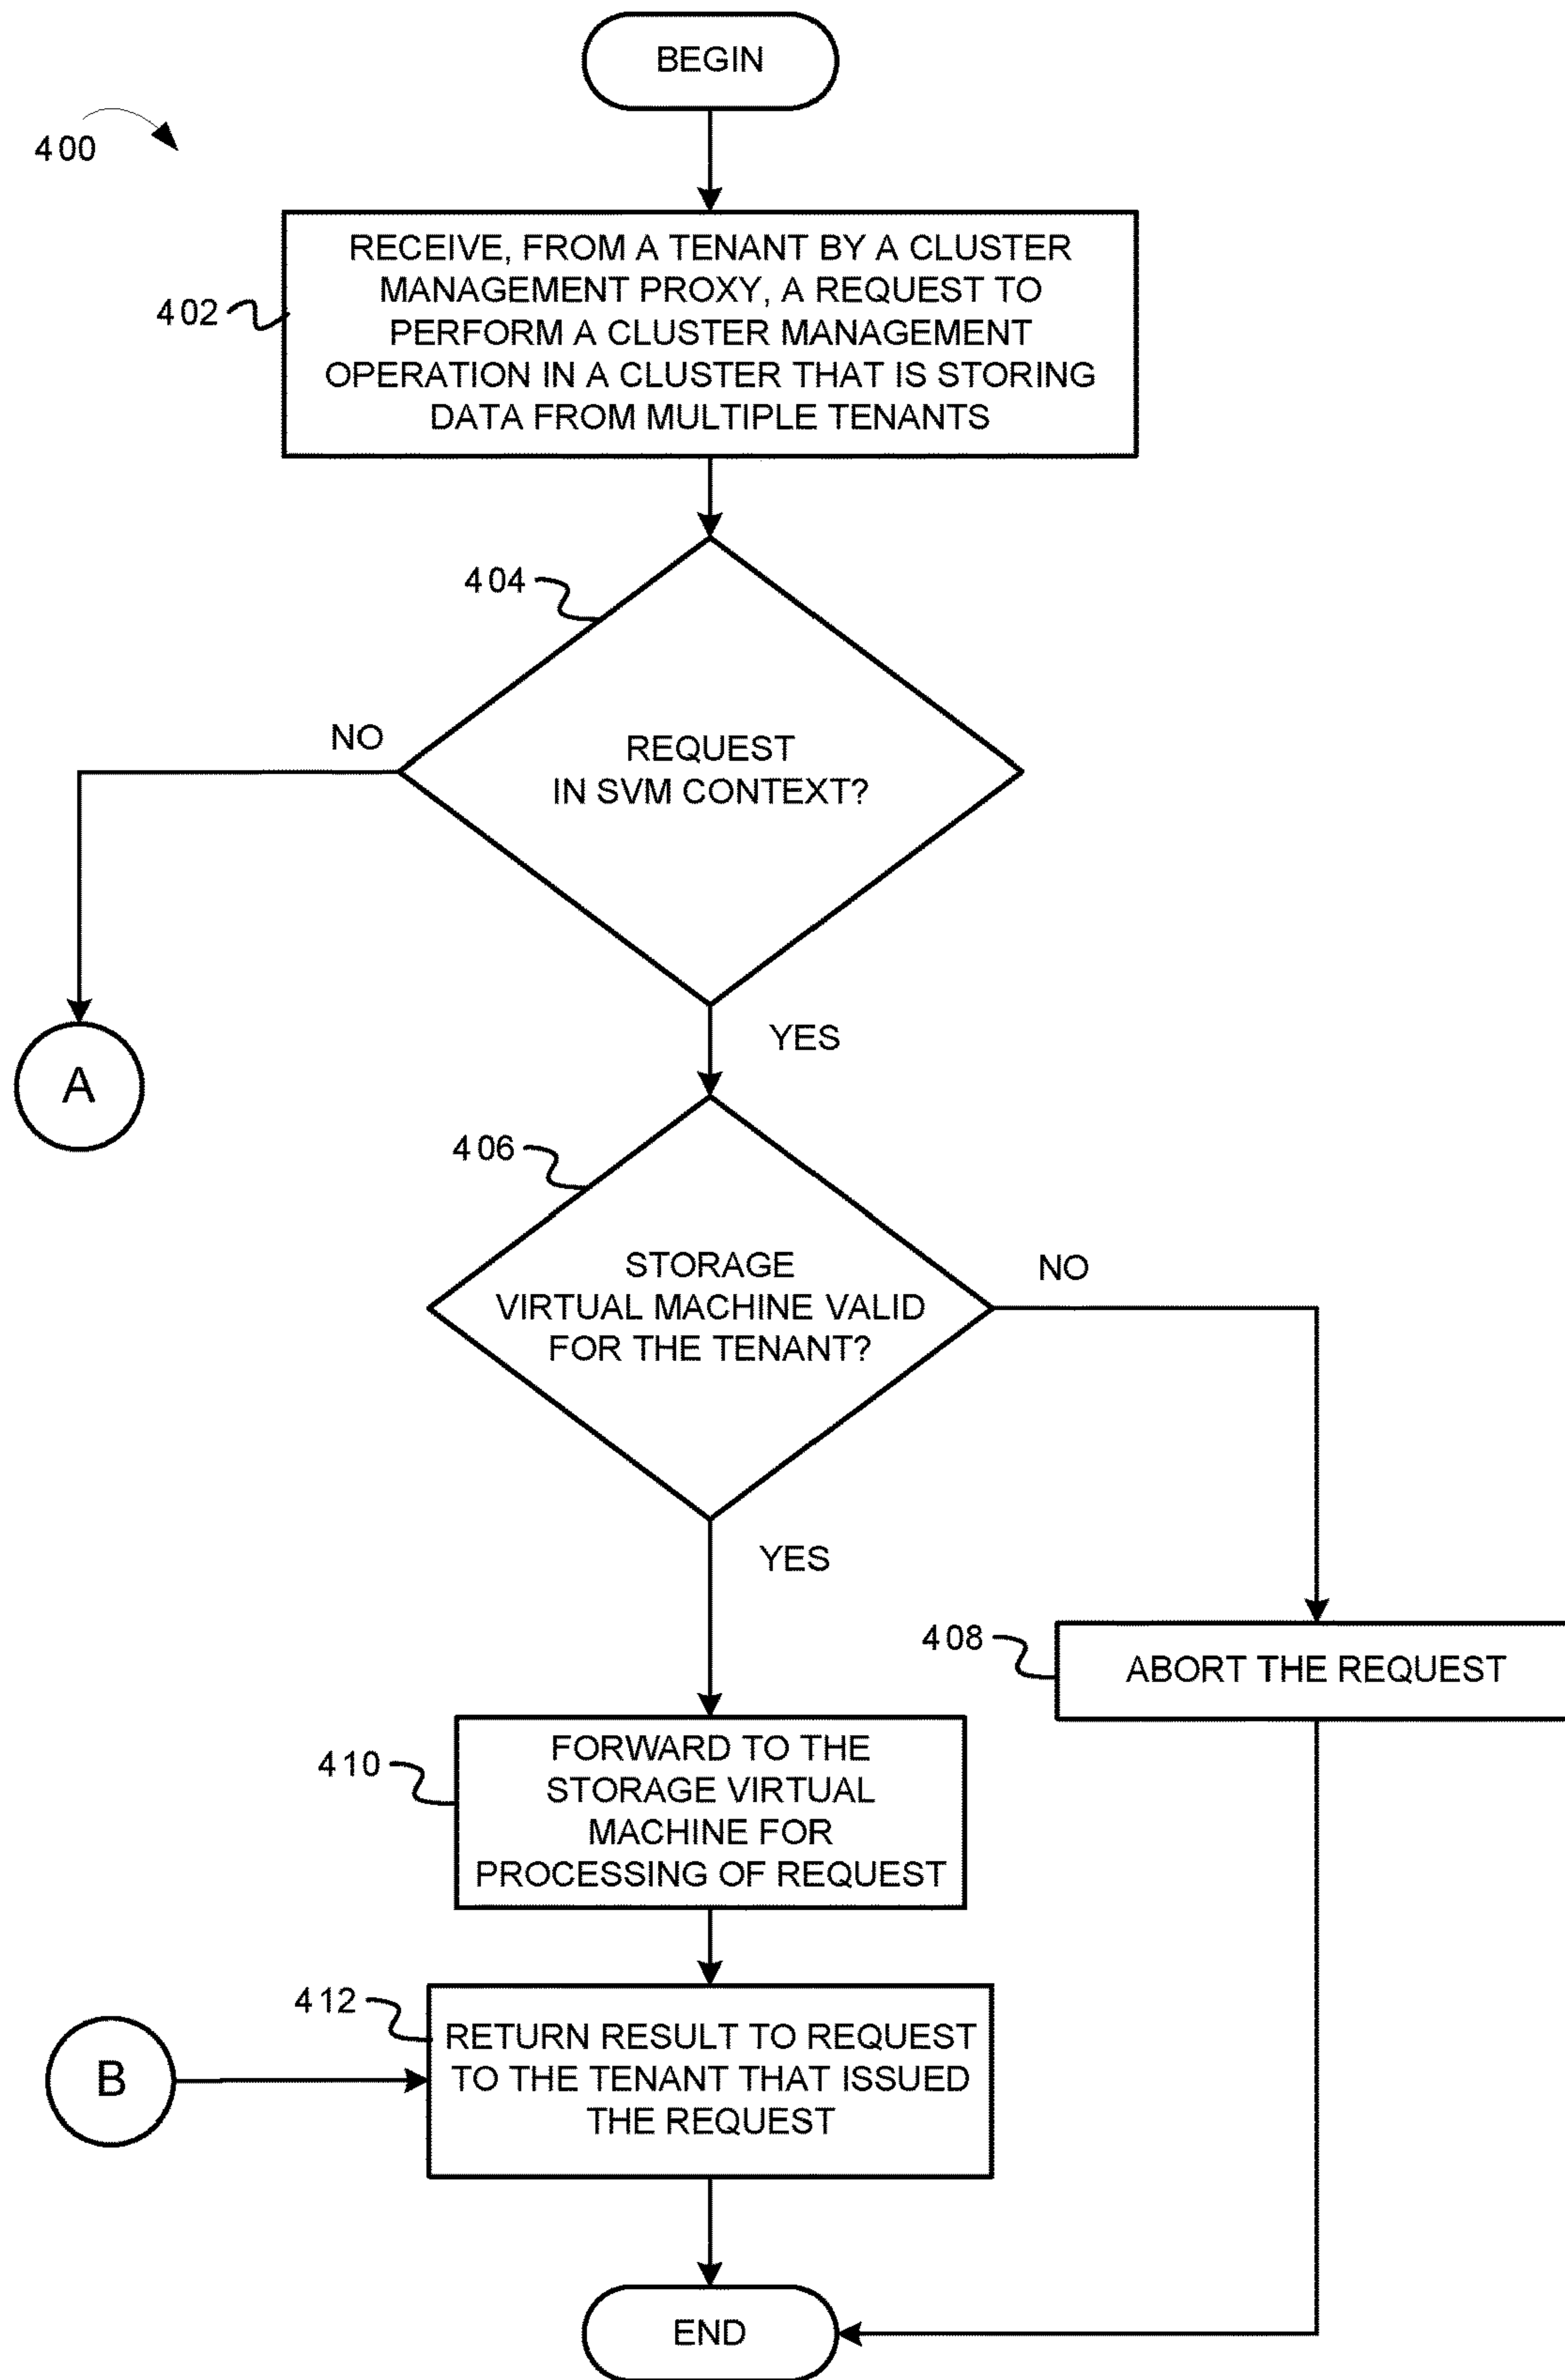 BEGIN
400
RECEIVE, FROM A TENANT BY A CLUSTER
MANAGEMENT PROXY, A REQUEST TO
PERFORM A CLUSTER MANAGEMENT
OPERATION IN A CLUSTER THAT IS STORING
DATA FROM MULTIPLE TENANTS
402
404
REQUEST
IN SVM CONTEXT?
NO
YES
A
406
STORAGE
VIRTUAL MACHINE VALID
FOR THE TENANT?
NO
YES
408
ABORT THE REQUEST
410
FORWARD TO THE
STORAGE VIRTUAL
MACHINE FOR
PROCESSING OF REQUEST
412
RETURN RESULT TO REQUEST
TO THE TENANT THAT ISSUED
THE REQUEST
B
END